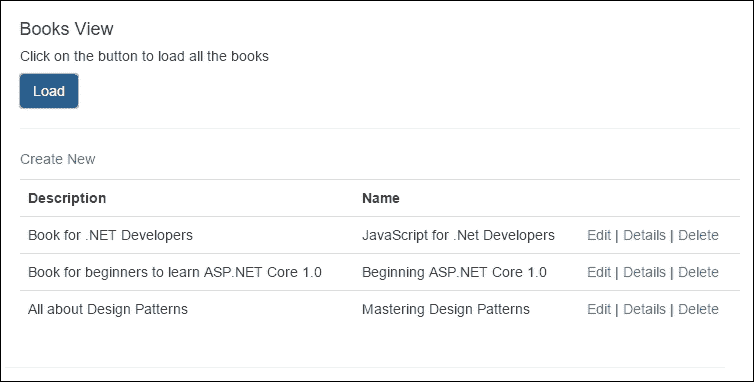 Books View
Click on the button to load all the books
Load
Create New
Description Name
Book for .NET Developers JavaScript for .Net Developers Edit | Details | Delete
Book for beginners to learn ASP.NET Core 1.0 Beginning ASP.NET Core 1.0 Edit | Details | Delete
All about Design Patterns Mastering Design Patterns Edit | Details | Delete